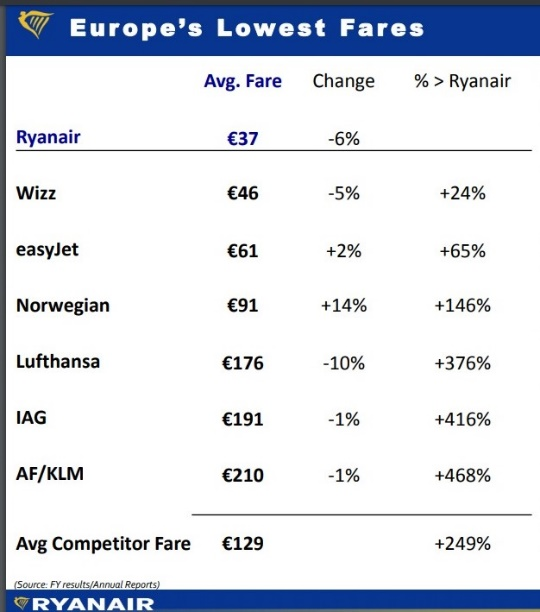 Europe's Lowest Fares
Avg. Fare Change % > Ryanair
Ryanair €37 -6%
Wizz €46 -5% +24%
easyJet €61 +2% +65%
Norwegian €91 +14% +146%
Lufthansa €176 -10% +376%
IAG €191 -1% +416%
AF/KLM €210 -1% +468%
Avg Competitor Fare €129 +249%
(Source: FY results/Annual Reports)
RYANAIR